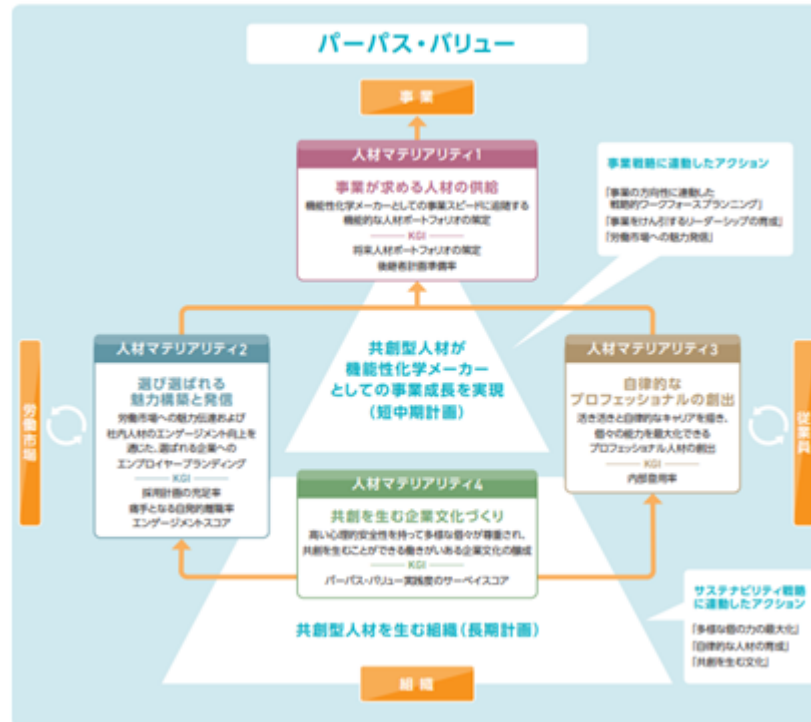 パーパス・バリュー
事業
人材マテリアリティ1
事業が求める人材の供給
機能性化学メーカーとしての事業スピードに追随する
機能的な人材ポートフォリオの策定
KGI
将来人材ポートフォリオの策定
後継者計画準備率
事業戦略に連動したアクション
「事業の方向性に連動した
戦略的ワークフォースプランニング」
「事業をけん引するリーダーシップの育成」
「労働市場への魅力発信」
労働市場
人材マテリアリティ2
選び選ばれる
魅力構築と発信
労働市場への魅力伝達および
社内人材のエンゲージメント向上を
通じた、選ばれる企業への
エンプロイヤーブランディング
KGI
採用計画の充足率
痛手となる自発的離職率
エンゲージメントスコア
共創型人材が
機能性化学メーカー
としての事業成長を実現
（短中期計画）
人材マテリアリティ3
自律的な
プロフェッショナルの創出
活き活きと自律的なキャリアを描き、
個々の能力を最大化できる
プロフェッショナル人材の創出
KGI
内部登用率
従業員
人材マテリアリティ4
共創を生む企業文化づくり
高い心理的安全性を持って多様な個々が尊重され、
共創を生むことができる働きがいある企業文化の醸成
KGI
パーパス・バリュー実践度のサーベイスコア
共創型人材を生む組織（長期計画）
組織
サステナビリティ戦略
に連動したアクション
「多様な個の力の最大化」
「自律的な人材の育成」
「共創を生む文化」